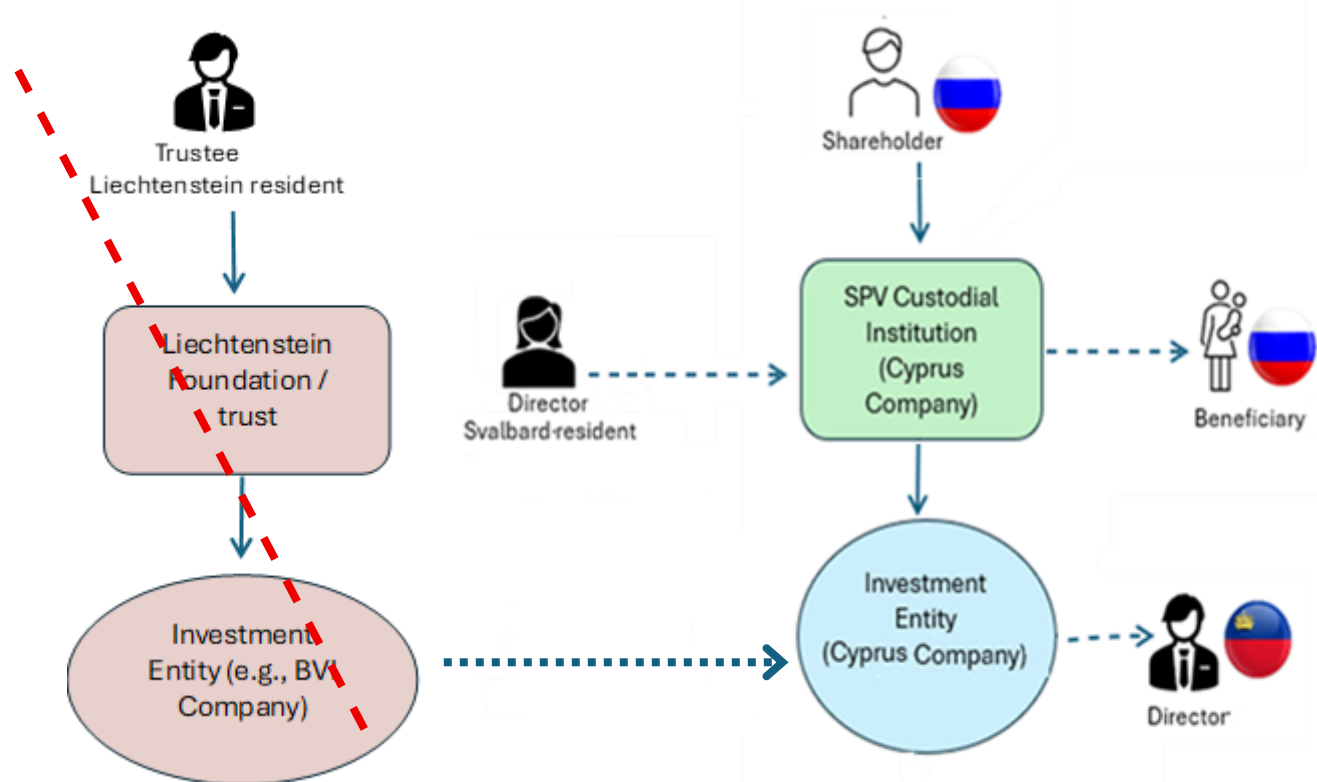 Trustee
Liechtenstein resident
Shareholder
Liechtenstein
Foundation /
trust
Director
Svalbard-resident
SPV Custodial
Institution
(Cyprus
Company)
Beneficiary
Investment
Entity (e.g., BVI
Company)
Investment
Entity
(Cyprus Company)
Director